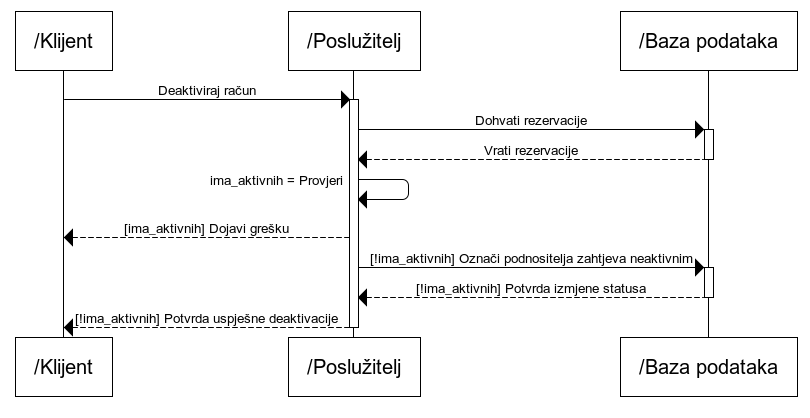 /Klijent
/Poslužitelj
/Baza podataka
Deaktiviraj račun
Dohvati rezervacije
Vrati rezervacije
ima_aktivnih = Provjeri
[ima_aktivnih] Dojavi grešku
[!ima_aktivnih] Označi podnositelja zahtjeva neaktivnim
[!ima_aktivnih] Potvrda izmjene statusa
[!ima_aktivnih] Potvrda uspješne deaktivacije
/Klijent
/Poslužitelj
/Baza podataka